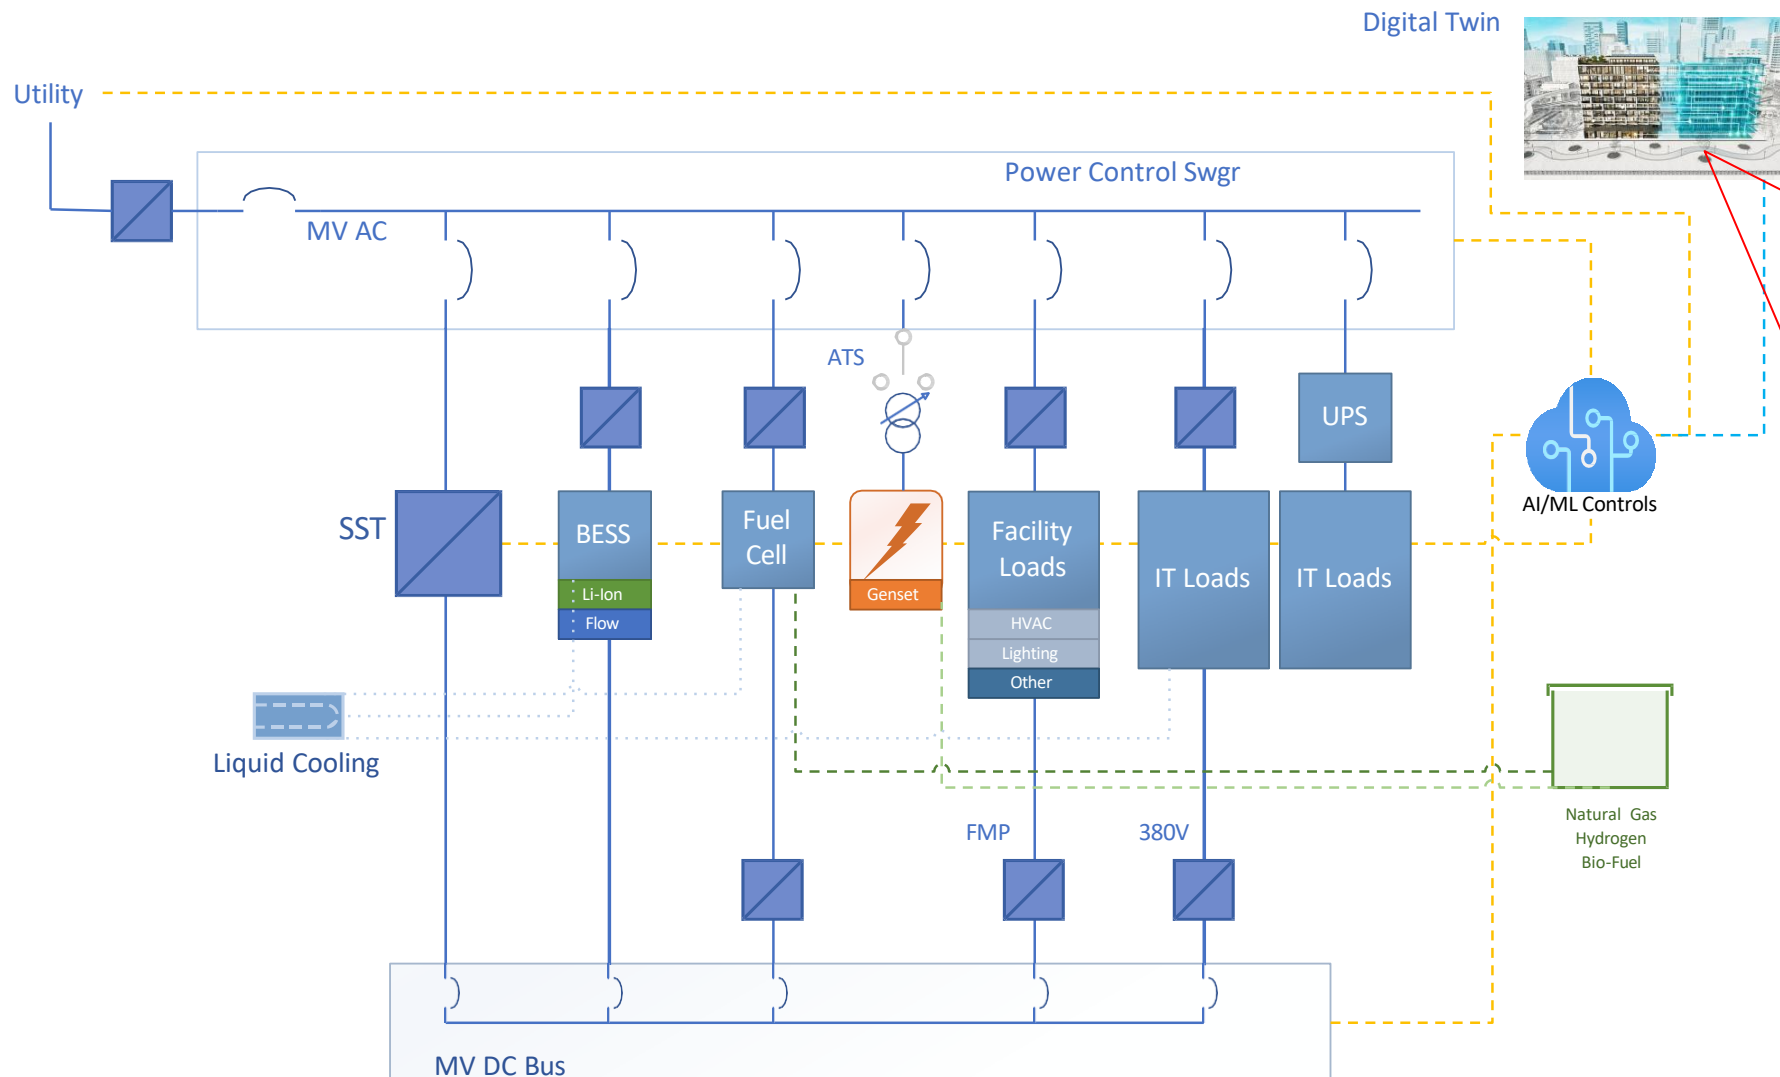 Digital Twin
Utility
Power Control Swgr
MV AC
ATS
UPS
SST
BESS
Li-Ion
Flow
Fuel
Cell
Genset
Facility
Loads
HVAC
Lighting
Other
IT Loads
IT Loads
AI/ML Controls
Liquid Cooling
FMP
380V
Natural Gas
Hydrogen
Bio-Fuel
MV DC Bus